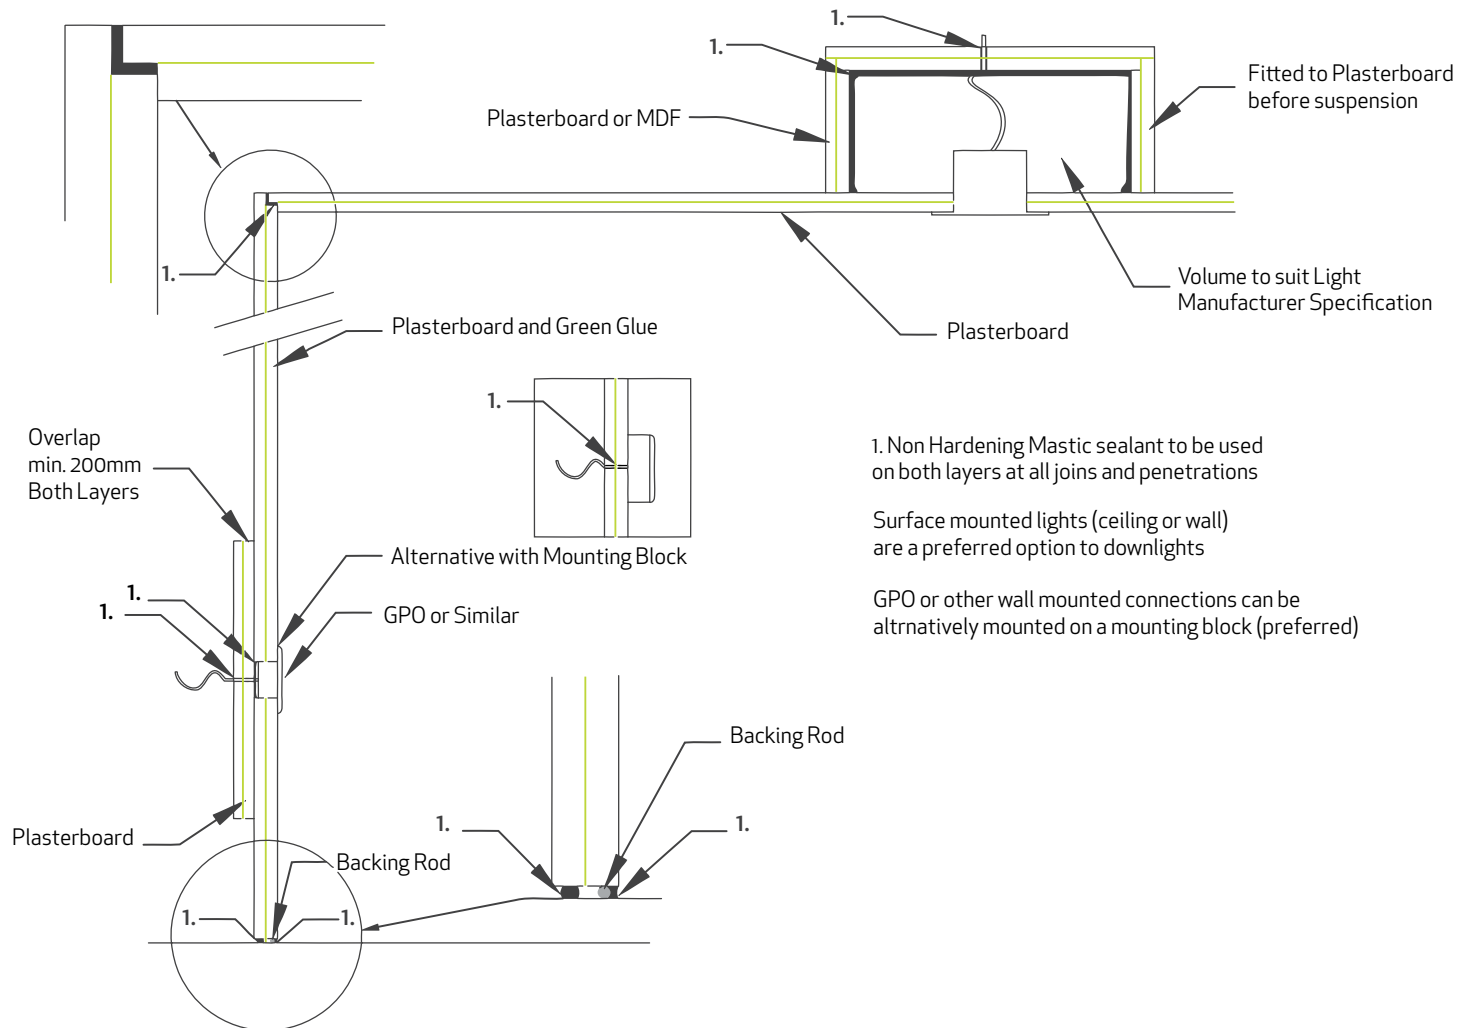 1.
1.
Plasterboard or MDF
Fitted to Plasterboard
before suspension
1.
Volume to suit Light
Manufacturer Specification
Plasterboard and Green Glue
Plasterboard
1.
Overlap
min. 200mm
Both Layers
1. Non Hardening Mastic sealant to be used
on both layers at all joins and penetrations
Surface mounted lights (ceiling or wall)
are a preferred option to downlights
Alternative with Mounting Block
1.
1.
GPO or Similar
GPO or other wall mounted connections can be
altrnatively mounted on a mounting block (preferred)
Backing Rod
Plasterboard
1.
1.
Backing Rod
1.
1.